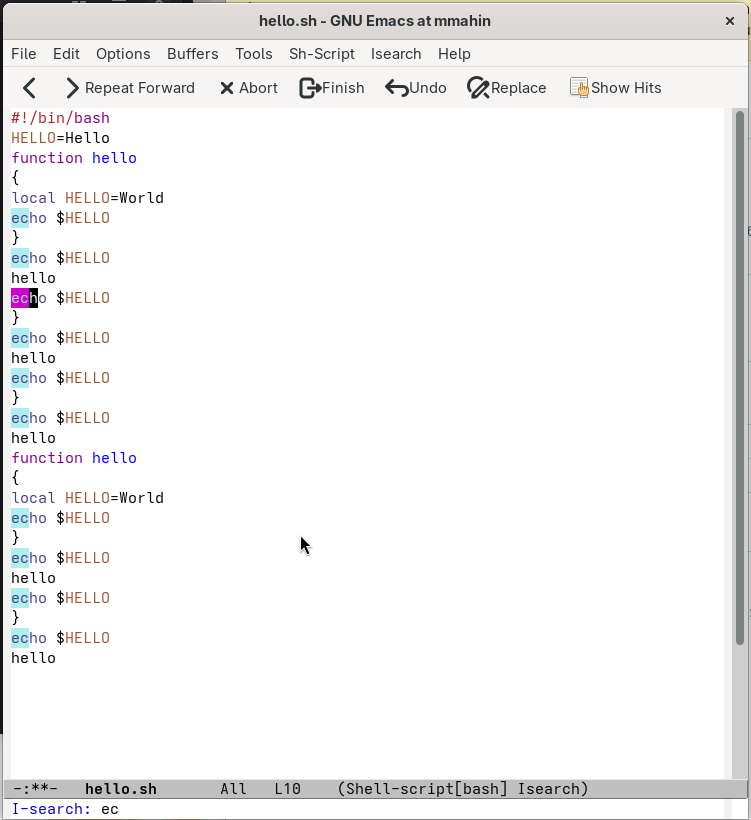 hello.sh - GNU Emacs at mmahin ×
File Edit Options Buffers Tools Sh-Script Isearch Help
Repeat Forward Abort Finish Undo Replace Show Hits
#!/bin/bash
HELLO=Hello
function hello
{
local HELLO=World
echo $HELLO
}
echo $HELLO
hello
echo $HELLO
}
echo $HELLO
hello
echo $HELLO
}
echo $HELLO
hello
function hello
{
local HELLO=World
echo $HELLO
}
echo $HELLO
hello
echo $HELLO
}
echo $HELLO
hello
-:**- hello.sh All L10 (Shell-script[bash] Isearch)
I-search: ec